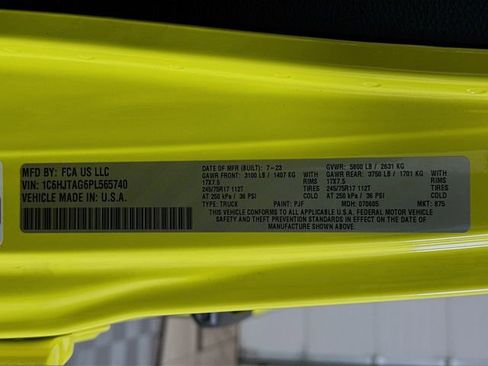 MFD BY: FCA US LLC
VIN: 1C6HJTAG6PL565740
VEHICLE MADE IN: U.S.A.
DATE OF MFR (BUILT): 7-23 GVWR: 5800 LB / 2631 KG
GAWR FRONT: 3100 LB / 1407 KG WITH GAWR REAR: 3750 LB / 1701 KG WITH
17X7.5 TIRES 17X7.5 TIRES
245/75R17 112T RIMS 245/75R17 112T RIMS
AT 250 kPa / 36 PSI AT 250 kPa / 36 PSI
TYPE: TRUCK PAINT: PJF MDH: 070605 MKT: 875
THIS VEHICLE CONFORMS TO ALL APPLICABLE U.S.A. FEDERAL MOTOR VEHICLE
SAFETY AND THEFT PREVENTION STANDARDS IN EFFECT ON THE DATE OF
MANUFACTURE SHOWN ABOVE.